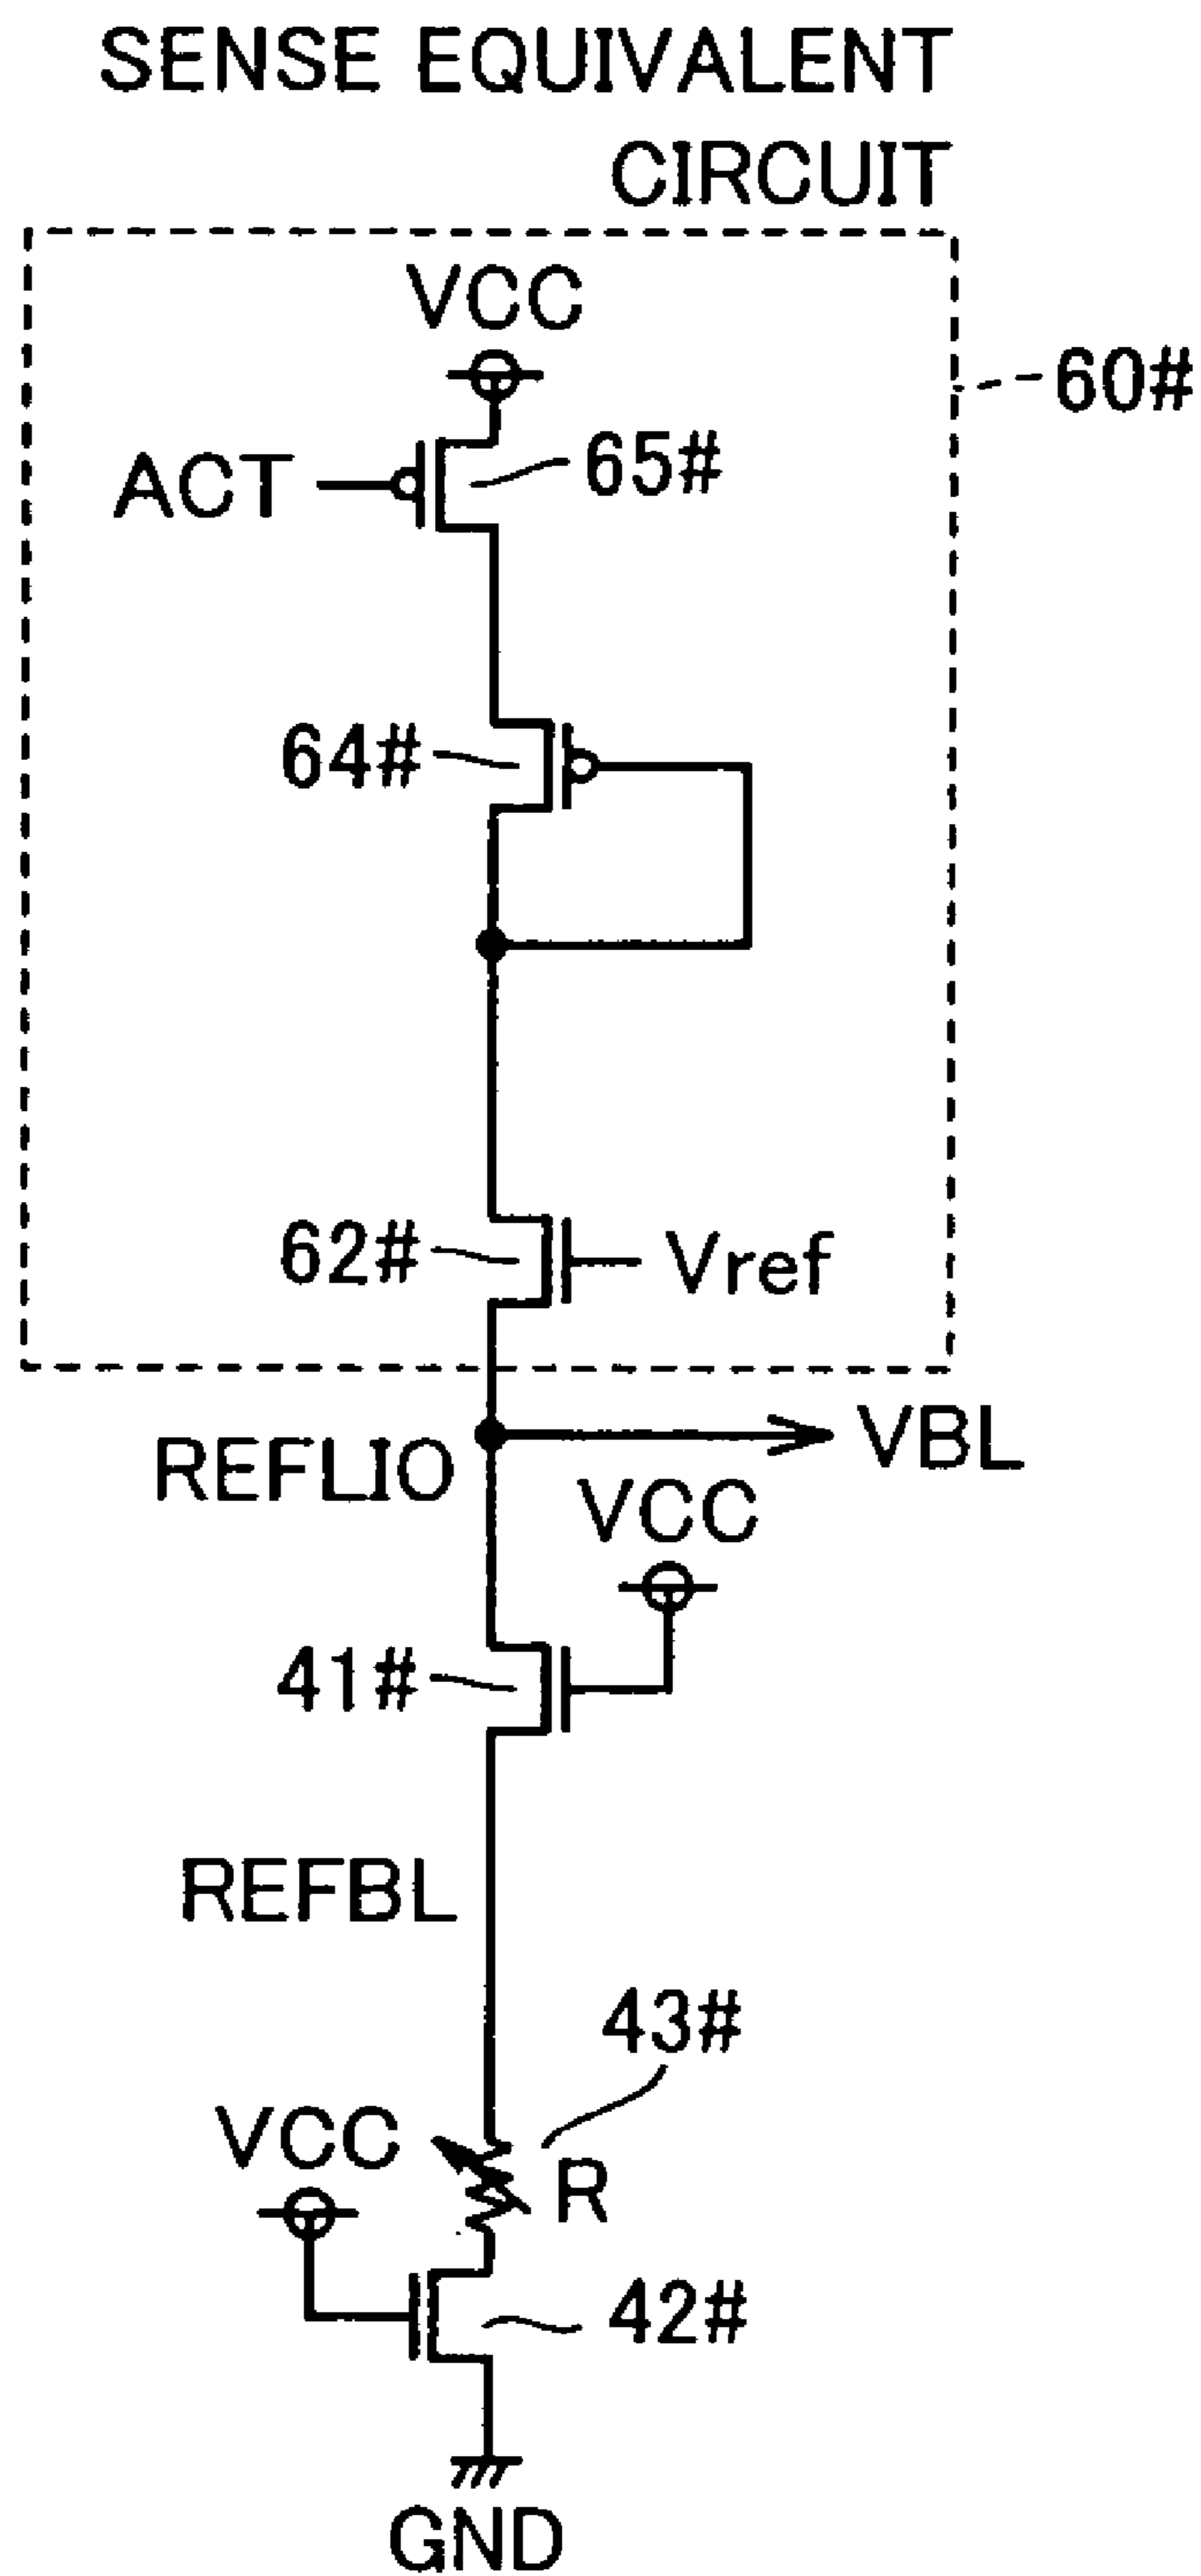 SENSE EQUIVALENT
CIRCUIT
VCC
60#
ACT
65#
64#
62#
Vref
REFLIO
VBL
VCC
41#
REFBL
43#
VCC
R
42#
GND